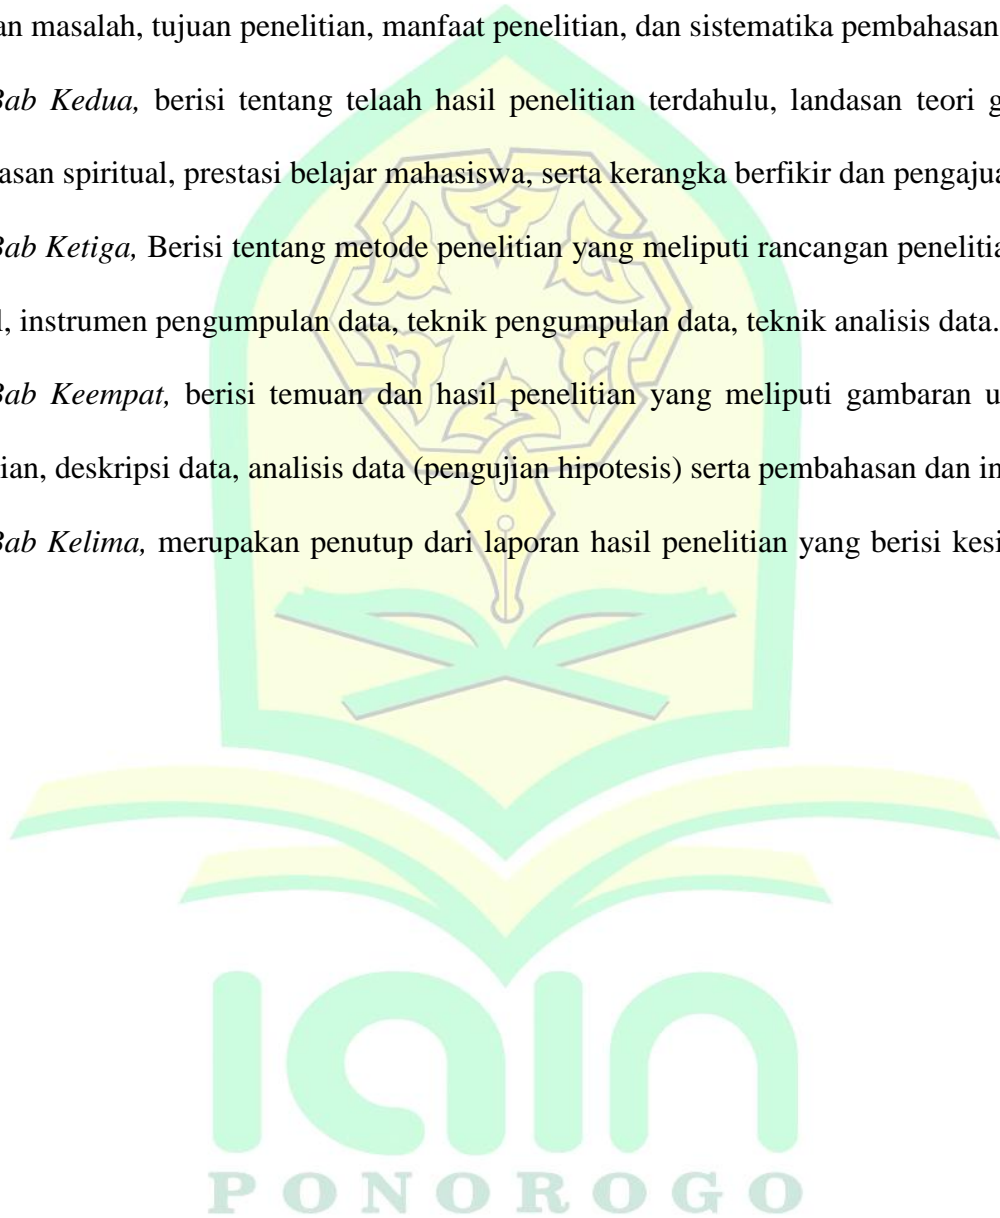 an masalah, tujuan penelitian, manfaat penelitian, dan sistematika pembahasan
Bab Kedua, berisi tentang telaah hasil penelitian terdahulu, landasan teori g
asan spiritual, prestasi belajar mahasiswa, serta kerangka berfikir dan pengajua
Bab Ketiga, Berisi tentang metode penelitian yang meliputi rancangan penelitia
l, instrumen pengumpulan data, teknik pengumpulan data, teknik analisis data.
Bab Keempat, berisi temuan dan hasil penelitian yang meliputi gambaran u
ian, deskripsi data, analisis data (pengujian hipotesis) serta pembahasan dan in
Bab Kelima, merupakan penutup dari laporan hasil penelitian yang berisi kesi
iain
PONOROGO